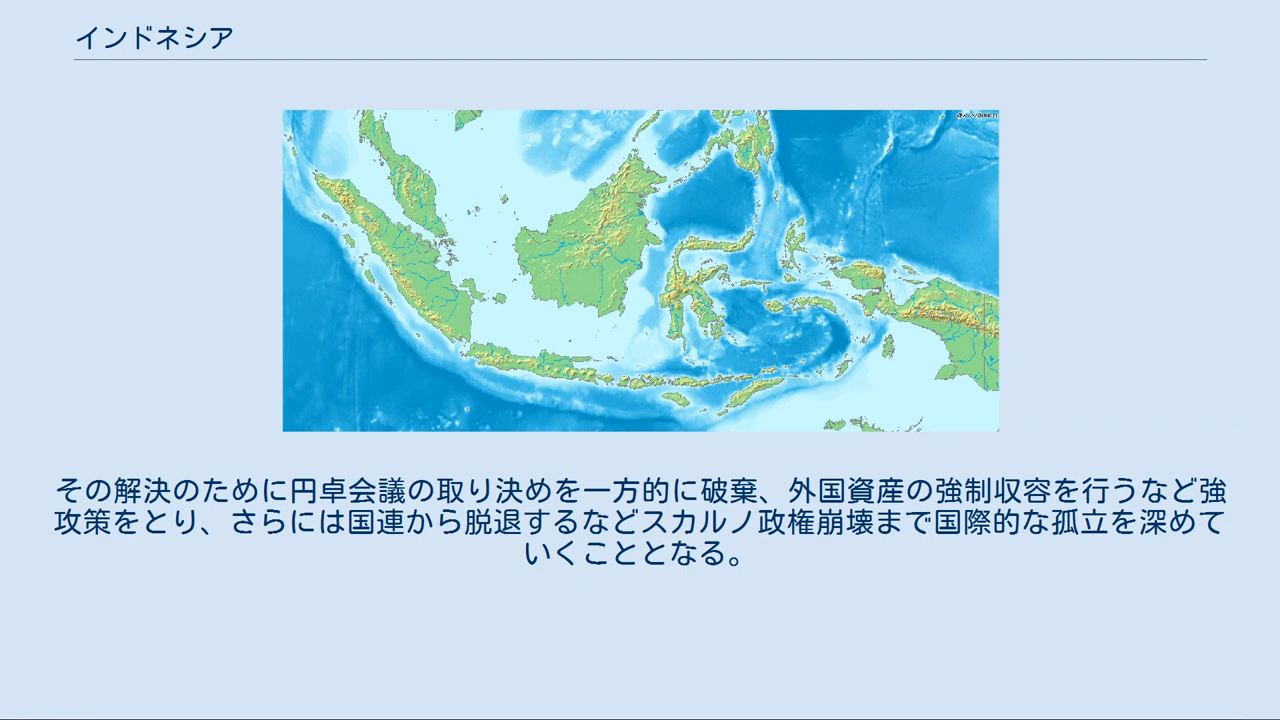 インドネシア
その解決のために円卓会議の取り決めを一方的に破棄、外国資産の強制収容を行うなど強
攻策をとり、さらには国連から脱退するなどスカルノ政権崩壊まで国際的な孤立を深めて
いくこととなる。